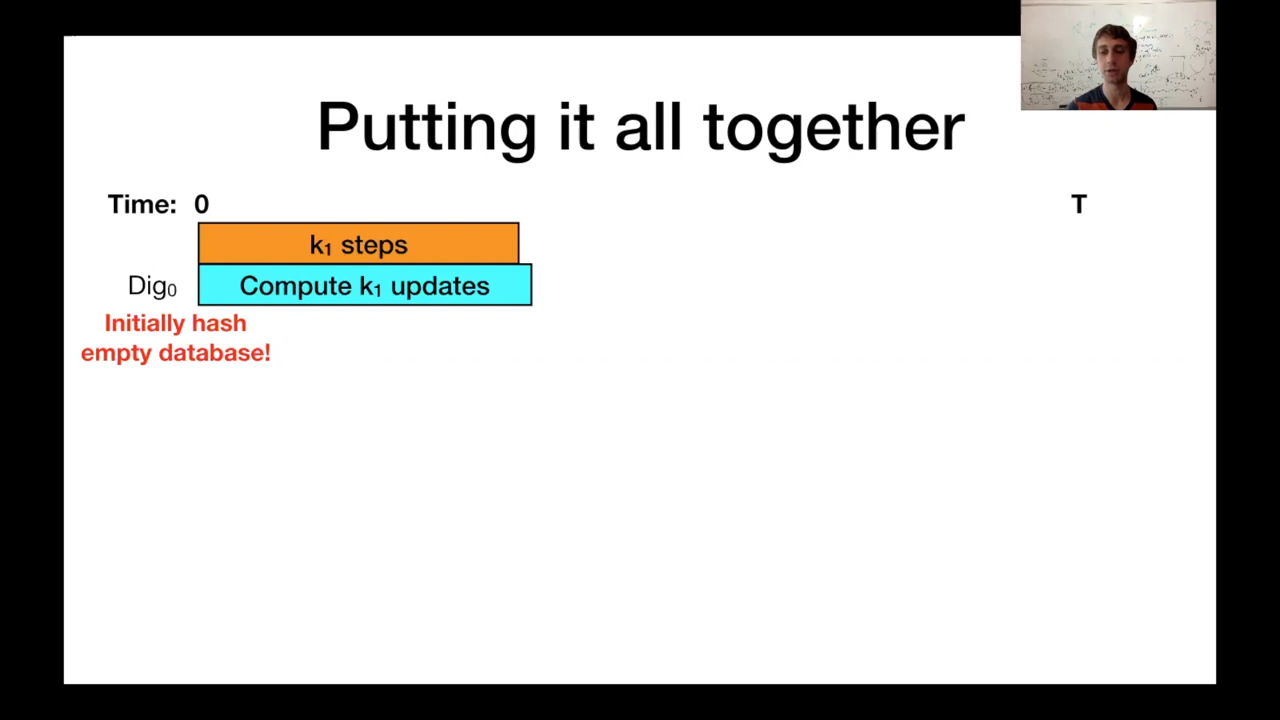 Putting it all together
Time: 0 T
k₁ steps
Dig₀ Compute k₁ updates
Initially hash
empty database!